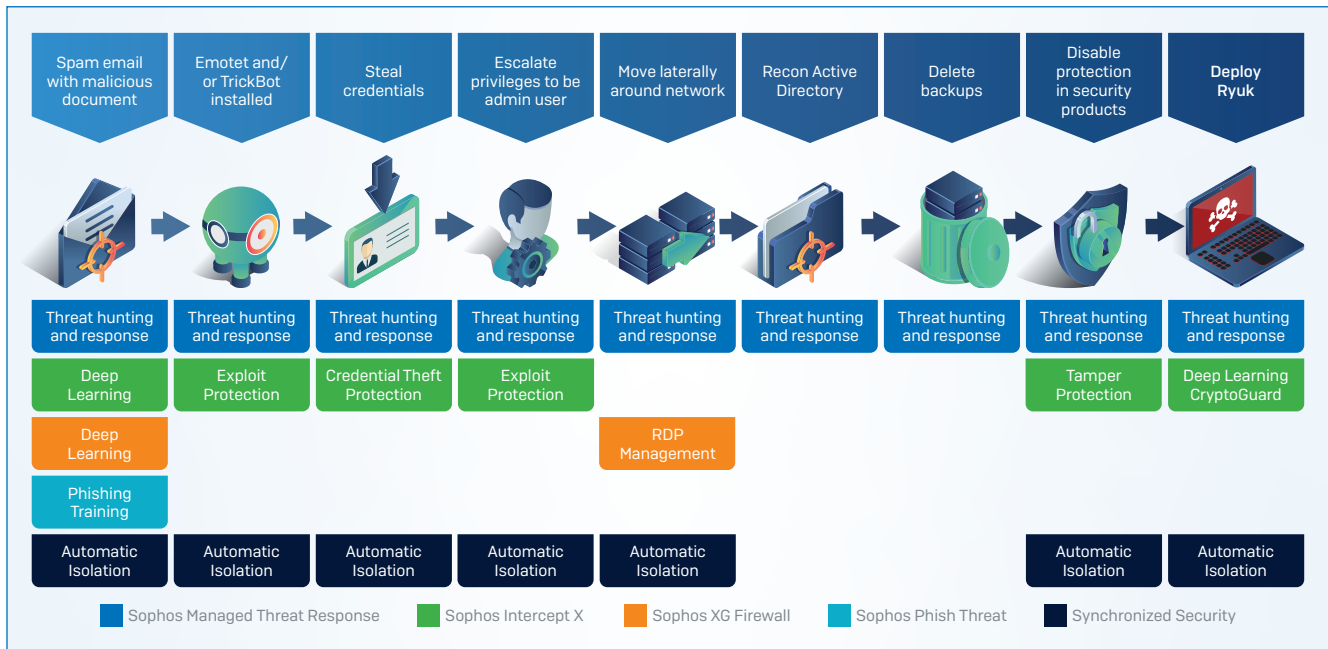 Spam email
with malicious
document
Emotet and/
or TrickBot
installed
Steal
credentials
Escalate
privileges to be
admin user
Move laterally
around network
Recon Active
Directory
Delete
backups
Disable
protection
in security
products
Deploy
Ryuk
Threat hunting
and response
Threat hunting
and response
Threat hunting
and response
Threat hunting
and response
Threat hunting
and response
Threat hunting
and response
Threat hunting
and response
Threat hunting
and response
Threat hunting
and response
Deep
Learning
Exploit
Protection
Credential Theft
Protection
Exploit
Protection
Tamper
Protection
Deep Learning
CryptoGuard
Deep
Learning
RDP
Management
Phishing
Training
Automatic
Isolation
Automatic
Isolation
Automatic
Isolation
Automatic
Isolation
Automatic
Isolation
Automatic
Isolation
Automatic
Isolation
Sophos Managed Threat Response
Sophos Intercept X
Sophos XG Firewall
Sophos Phish Threat
Synchronized Security